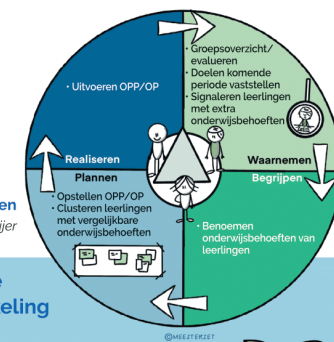 • Groepsoverzicht/
evalueren
• Doelen komende
periode vaststellen
• Signaleren leerlingen
met extra
onderwijsbehoeften
• Uitvoeren OPP/OP
Realiseren
Waarnemen
Plannen
Begrijpen
• Opstellen OPP/OP
• Clusteren leerlingen
met vergelijkbare
onderwijsbehoeften
• Benoemen
onderwijsbehoeften van
leerlingen
en
ijer
e
eling
©MEESTERZET